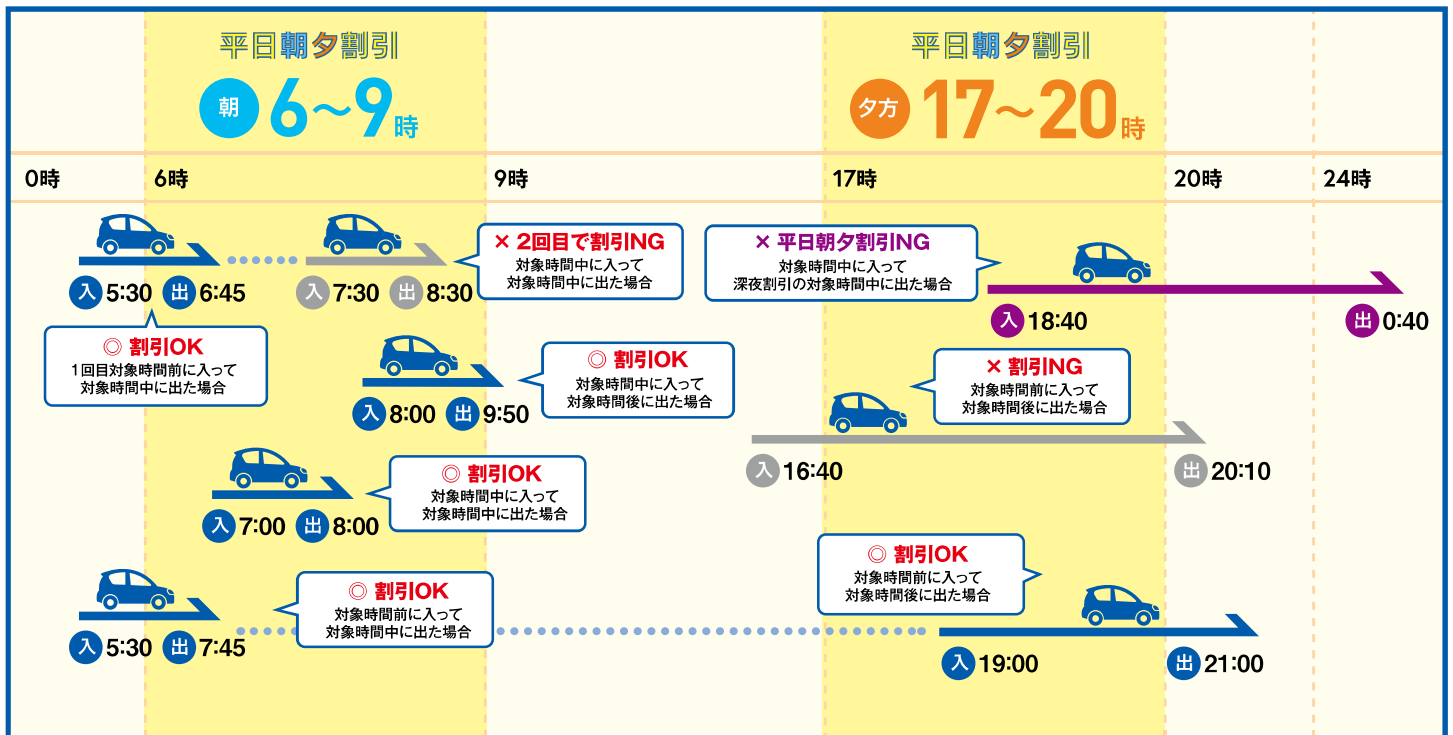 平日朝夕割引
朝 6〜9時
平日朝夕割引
夕方 17〜20時
0時
6時
9時
17時
20時
24時
入 5:30 出 6:45
◎ 割引OK
1回目対象時間前に入って
対象時間中に出た場合
入 7:30 出 8:30
× 2回目で割引NG
対象時間中に入って
対象時間中に出た場合
× 平日朝夕割引NG
対象時間中に入って
深夜割引の対象時間中に出た場合
入 18:40
出 0:40
入 8:00 出 9:50
◎ 割引OK
対象時間中に入って
対象時間後に出た場合
× 割引NG
対象時間前に入って
対象時間後に出た場合
入 16:40
出 20:10
入 7:00 出 8:00
◎ 割引OK
対象時間中に入って
対象時間中に出た場合
入 5:30 出 7:45
◎ 割引OK
対象時間前に入って
対象時間中に出た場合
◎ 割引OK
対象時間前に入って
対象時間後に出た場合
入 19:00
出 21:00